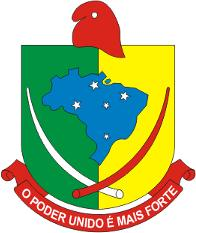 O PODER UNIDO É MAIS FORTE